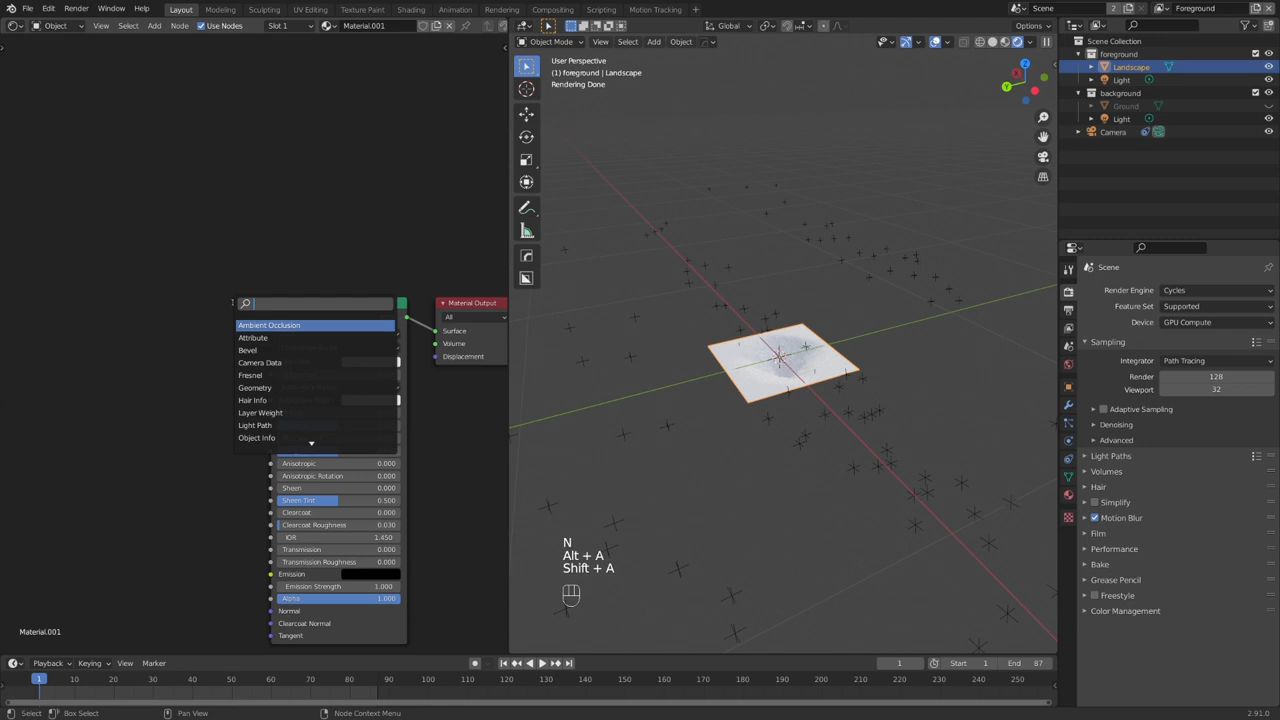 File Edit Render Window Help Layout Modeling Sculpting UV Editing Texture Paint Shading Animation Rendering Compositing Scripting Motion Tracking + Scene 2 Foreground
Object View Select Add Node Use Nodes Slot 1 Material.001
Global Options
Object Mode View Select Add Object
User Perspective
(1) foreground | Landscape
Rendering Done
X
Y
Z
Scene Collection
foreground
Landscape
Light
background
Ground
Light
Camera
Ambient Occlusion
Attribute
Bevel
Camera Data
Fresnel
Geometry
Hair Info
Layer Weight
Light Path
Object Info
Material Output
All
Surface
Volume
Displacement
Anisotropic 0.000
Anisotropic Rotation 0.000
Sheen 0.000
Sheen Tint 0.500
Clearcoat 0.000
Clearcoat Roughness 0.030
IOR 1.450
Transmission 0.000
Transmission Roughness 0.000
Emission
Emission Strength 1.000
Alpha 1.000
Normal
Clearcoat Normal
Tangent
Material.001
N
Alt + A
Shift + A
Scene
Render Engine Cycles
Feature Set Supported
Device GPU Compute
Sampling
Integrator Path Tracing
Render 128
Viewport 32
Adaptive Sampling
Denoising
Advanced
Light Paths
Volumes
Hair
Simplify
Motion Blur
Film
Performance
Bake
Grease Pencil
Freestyle
Color Management
Playback Keying View Marker 1 Start 1 End 87
1 10 20 30 40 50 60 70 80 90 100 110 120 130 140 150 160 170 180 190 200 210 220 230 240 250
Select Box Select Pan View Node Context Menu 2.91.0